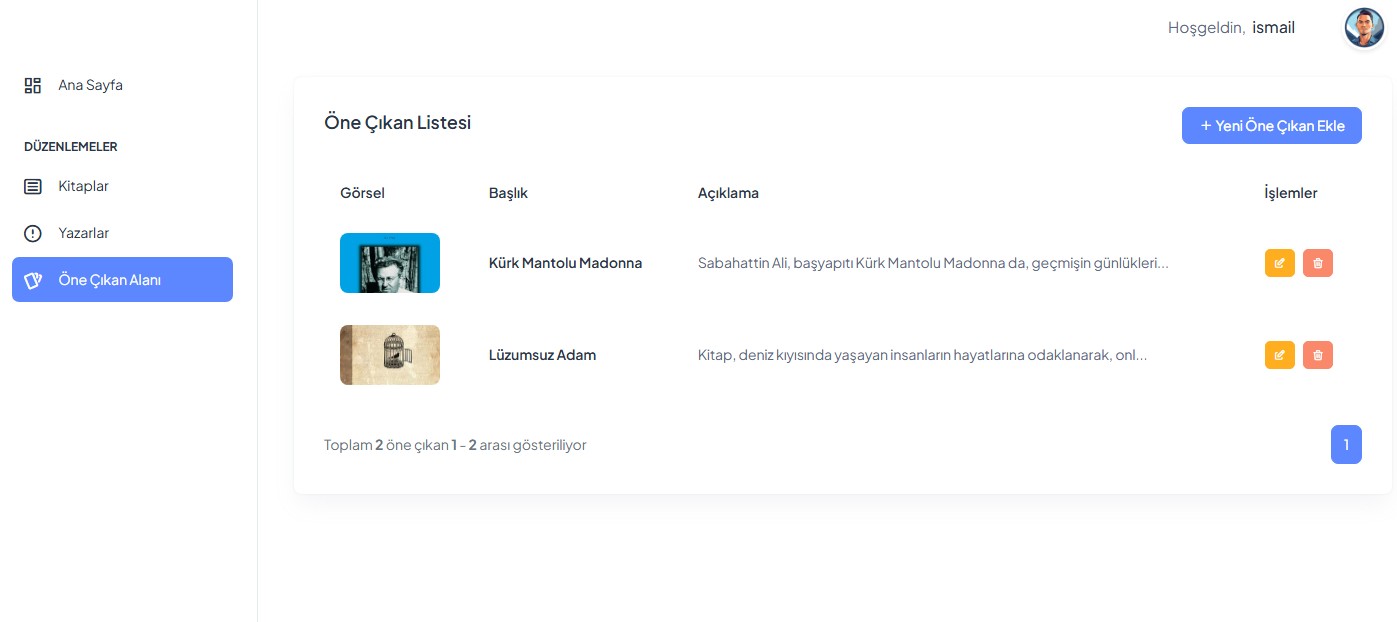 Hoşgeldin, ismail
Ana Sayfa
DÜZENLEMELER
Kitaplar
Yazarlar
Öne Çıkan Alanı
Öne Çıkan Listesi
+ Yeni Öne Çıkan Ekle
Görsel Başlık Açıklama İşlemler
Kürk Mantolu Madonna Sabahattin Ali, başyapıtı Kürk Mantolu Madonna da, geçmişin günlükleri...
Lüzumsuz Adam Kitap, deniz kıyısında yaşayan insanların hayatlarına odaklanarak, onl...
Toplam 2 öne çıkan 1 - 2 arası gösteriliyor
1